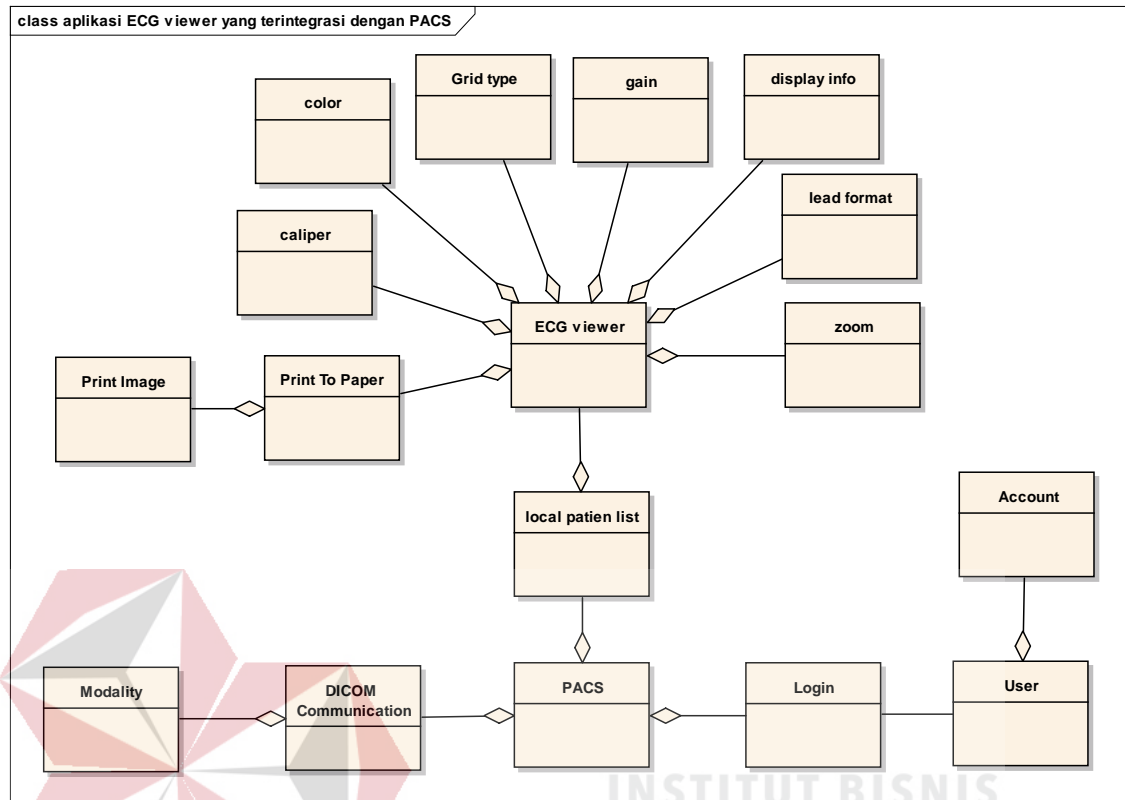 class aplikasi ECG viewer yang terintegrasi dengan PACS
Grid type
gain
display info
color
lead format
caliper
ECG viewer
zoom
Print Image
Print To Paper
local patien list
Account
Modality
DICOM
Communication
PACS
Login
User
INSTITUT BISNIS